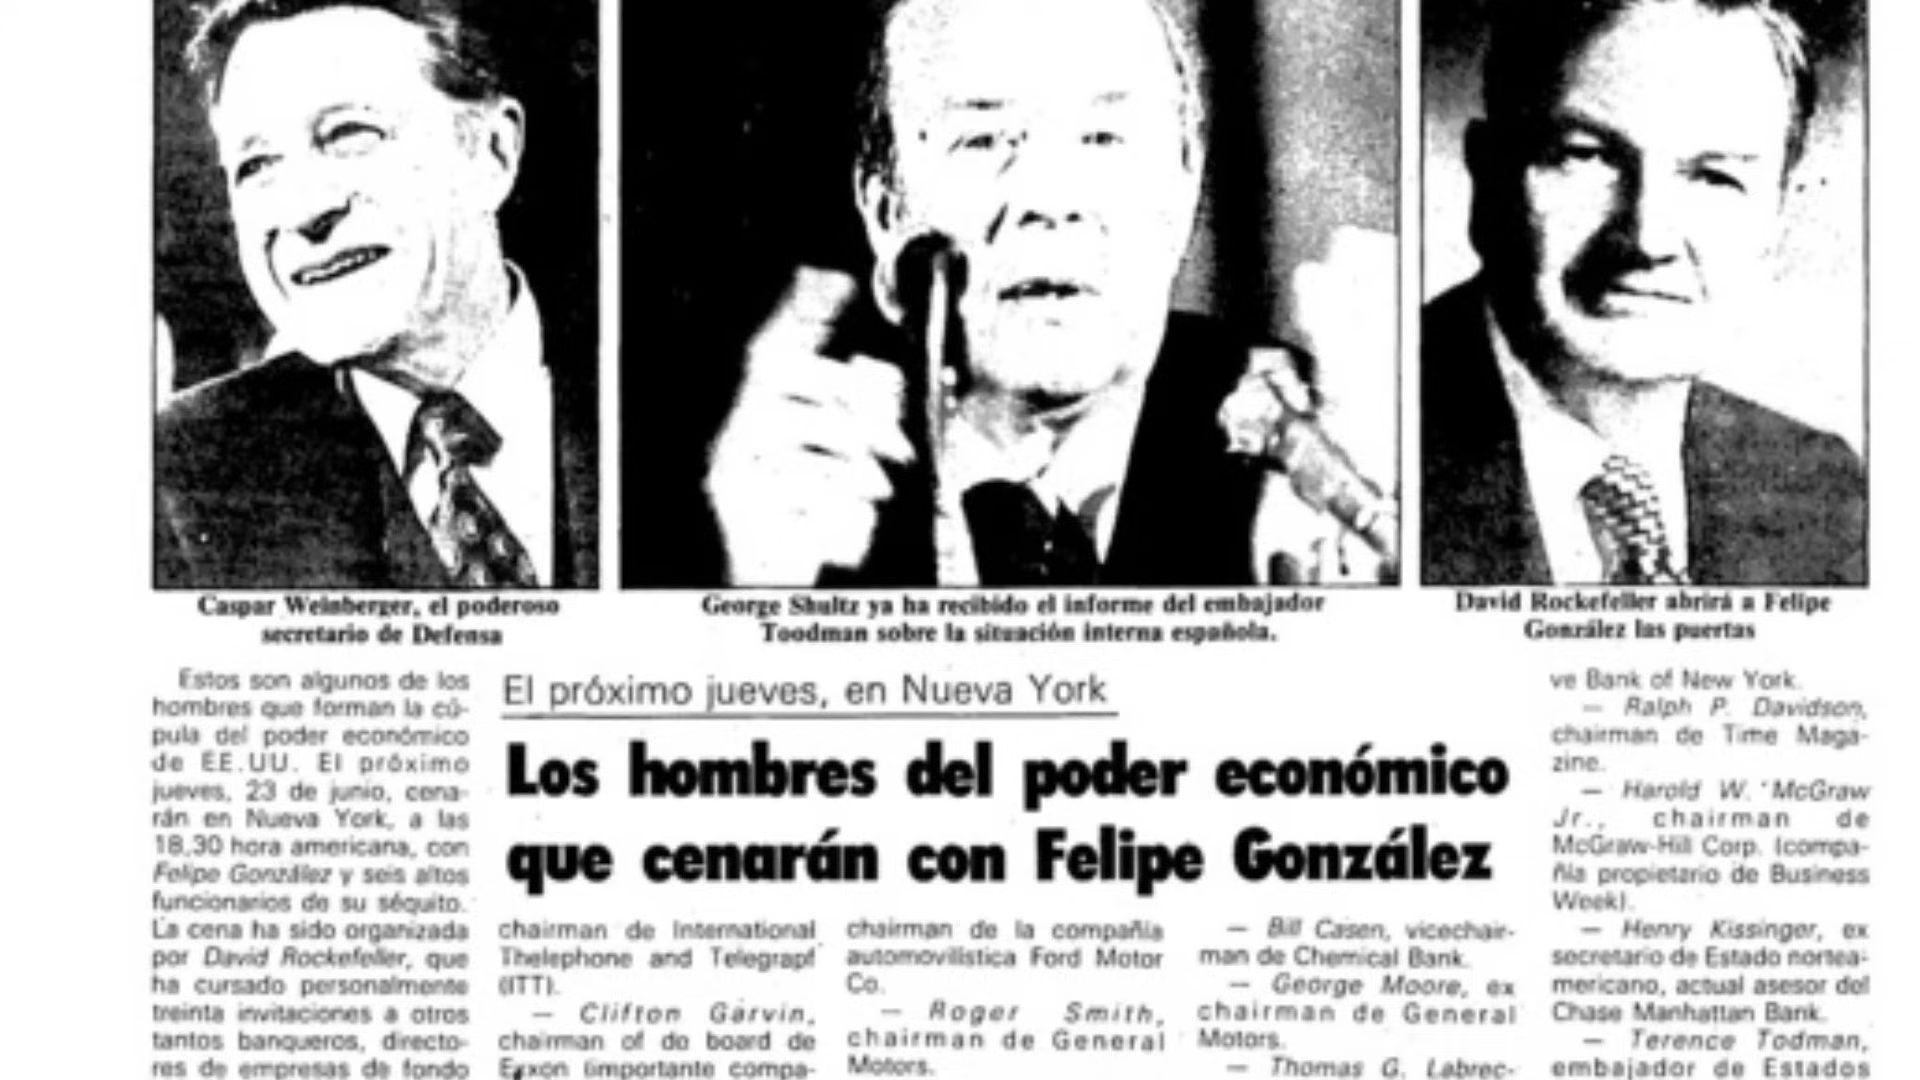 Caspar Weinberger, el poderoso
secretario de Defensa
George Shultz ya ha recibido el informe del embajador
Toodman sobre la situación interna española.
David Rockefeller abrirá a Felipe
González las puertas
El próximo jueves, en Nueva York
Los hombres del poder económico
que cenarán con Felipe González
Estos son algunos de los
hombres que forman la cú-
pula del poder económico
de EE.UU. El próximo
jueves, 23 de junio, cena-
rán en Nueva York, a las
18,30 hora americana, con
Felipe González y seis altos
funcionarios de su séquito.
La cena ha sido organizada
por David Rockefeller, que
ha cursado personalmente
treinta invitaciones a otros
tantos banqueros, directo-
res de empresas de fondo
chairman de International
Thelephone and Telegrapf
(ITT).
— Clifton Garvin,
chairman of do board de
Exxon (importante compa-
chairman de la compañía
automovilística Ford Motor
Co.
— Roger Smith,
chairman de General
Motors.
— Bill Casen, vicechair-
man de Chemical Bank.
— George Moore, ex
chairman de General
Motors.
— Thomas G. Labrec-
ve Bank of New York.
— Ralph P. Davidson,
chairman de Time Maga-
zine.
— Harold W. McGraw
Jr., chairman de
McGraw-Hill Corp. (compa-
ñía propietario de Business
Week).
— Henry Kissinger, ex
secretario de Estado nortea-
mericano, actual asesor del
Chase Manhattan Bank.
— Terence Todman,
embajador de Estados